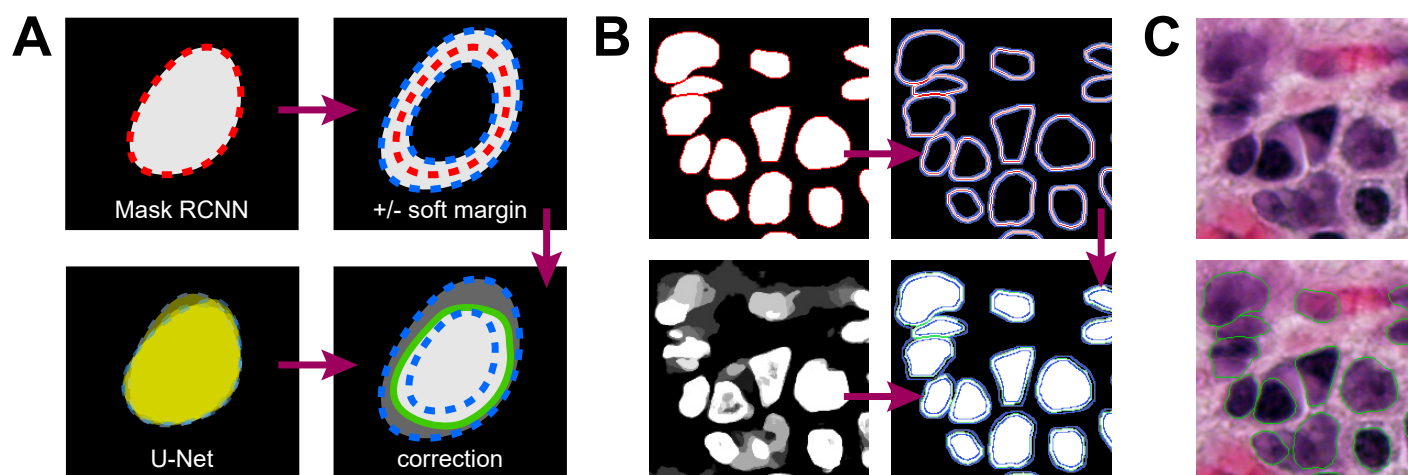 A
B
C
Mask RCNN
+/- soft margin
U-Net
correction